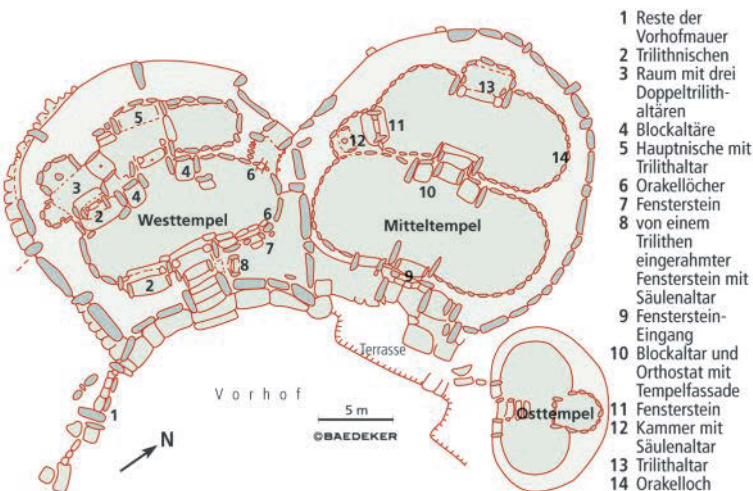 5
11
12
13
14
3
4
4
6
10
2
Westtempel
6
Mitteltempel
7
2
8
9
Terrasse
Vorhof
5 m
©BAEDEKER
N
1
Osttempel
1 Reste der
Vorhofmauer
2 Trilithnischen
3 Raum mit drei
Doppeltrilith-
altären
4 Blockaltäre
5 Hauptnische mit
Trilithaltar
6 Orakellöcher
7 Fensterstein
8 von einem
Trilithen
eingerahmter
Fensterstein mit
Säulenaltar
9 Fensterstein-
Eingang
10 Blockaltar und
Orthostat mit
Tempelfassade
11 Fensterstein
12 Kammer mit
Säulenaltar
13 Trilithaltar
14 Orakelloch